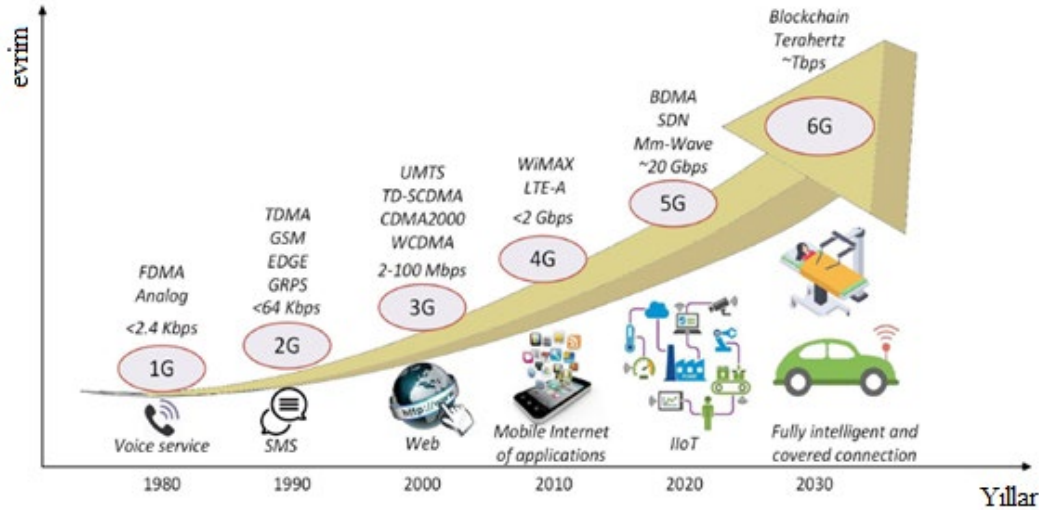 evrim
Blockchain
Terahertz
~Tbps
6G
BDMA
SDN
Mm-Wave
~20 Gbps
5G
WiMAX
LTE-A
<2 Gbps
4G
UMTS
TD-SCDMA
CDMA2000
WCDMA
2-100 Mbps
3G
TDMA
GSM
EDGE
GRPS
<64 Kbps
2G
FDMA
Analog
<2.4 Kbps
1G
http://www.
Voice service
SMS
Web
Mobile Internet
of applications
IIoT
Fully intelligent and
covered connection
1980
1990
2000
2010
2020
2030
Yıllar